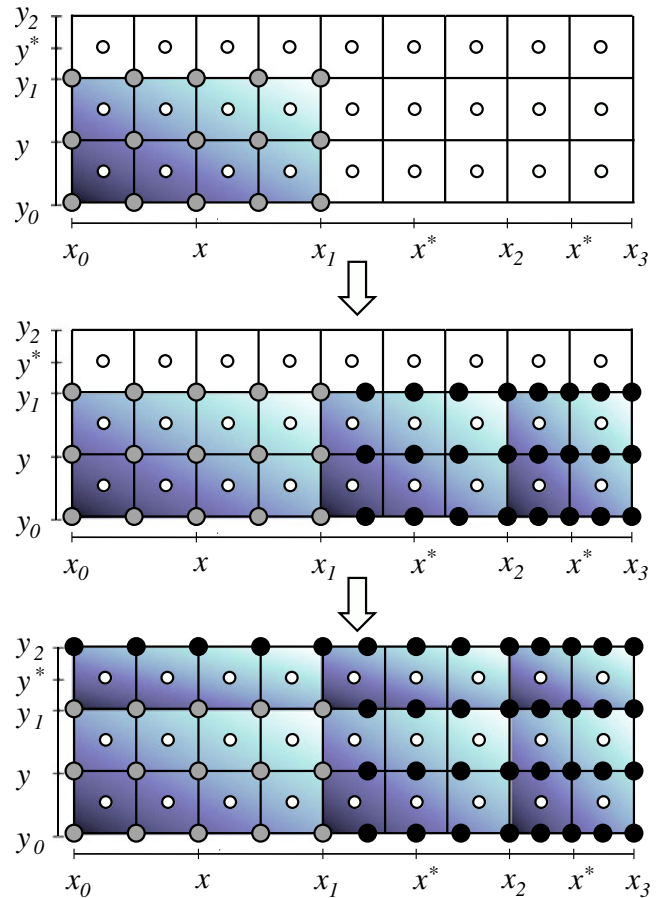 y₂
y*
y₁
y
y₀
x₀ x x₁ x* x₂ x* x₃
y₂
y*
y₁
y
y₀
x₀ x x₁ x* x₂ x* x₃
y₂
y*
y₁
y
y₀
x₀ x x₁ x* x₂ x* x₃